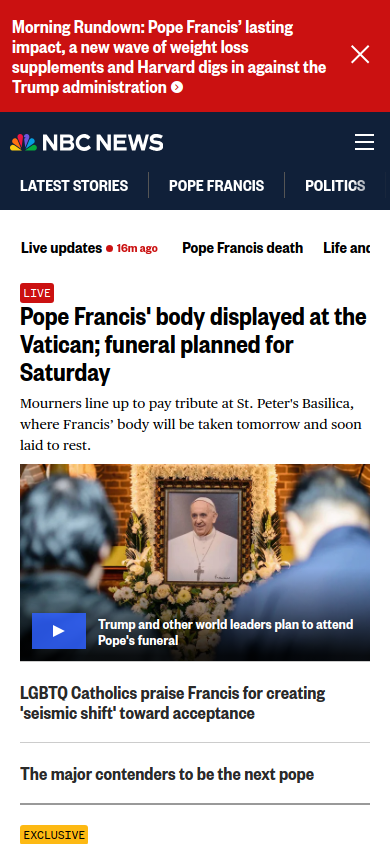 Morning Rundown: Pope Francis’ lasting
impact, a new wave of weight loss
supplements and Harvard digs in against the
Trump administration
NBC NEWS
LATEST STORIES POPE FRANCIS POLITICS
Live updates 16m ago Pope Francis death Life and
LIVE
Pope Francis' body displayed at the
Vatican; funeral planned for
Saturday
Mourners line up to pay tribute at St. Peter's Basilica,
where Francis’ body will be taken tomorrow and soon
laid to rest.
Trump and other world leaders plan to attend
Pope's funeral
LGBTQ Catholics praise Francis for creating
'seismic shift' toward acceptance
The major contenders to be the next pope
EXCLUSIVE